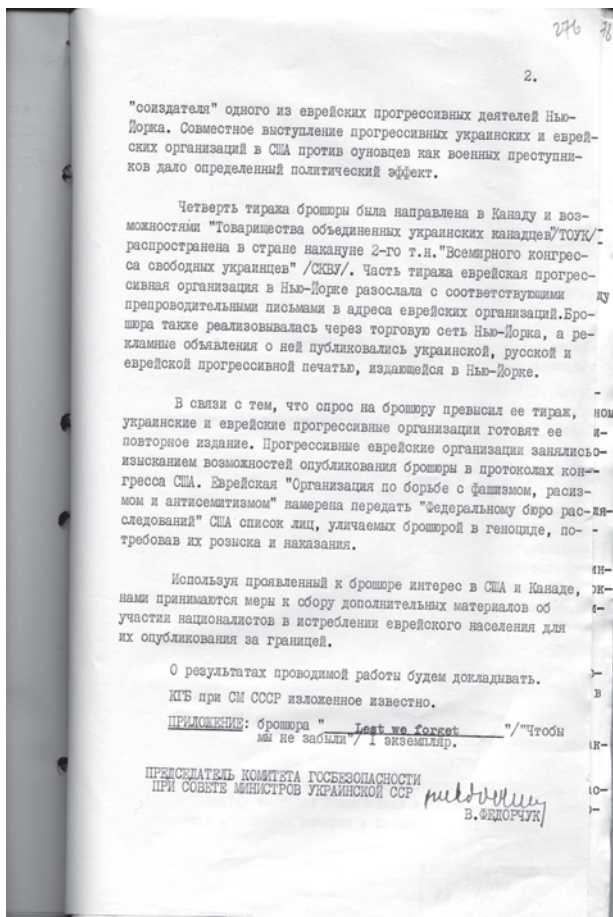 276
78
2.
"соиздателя" одного из еврейских прогрессивных деятелей Нью-
Йорка. Совместное выступление прогрессивных украинских и еврей-
ских организаций в США против оуновцев как военных преступни-
ков дало определенный политический эффект.
Четверть тиража брошюры была направлена в Канаду и воз-
можностями "Товарищества объединенных украинских канадцев"/ТОУК/
распространена в стране накануне 2-го т.н."Всемирного конгрес-
са свободных украинцев" /СКВУ/. Часть тиража еврейская прогрес-
сивная организация в Нью-Йорке разослала с соответствующими
препроводительными письмами в адреса еврейских организаций.Бро-
шюра также реализовывалась через торговую сеть Нью-Йорка, а ре-
кламные объявления о ней публиковались украинской, русской и
еврейской прогрессивной печатью, издающейся в Нью-Йорке.
В связи с тем, что спрос на брошюру превысил ее тираж,
украинские и еврейские прогрессивные организации готовят ее
повторное издание. Прогрессивные еврейские организации занялись
изысканием возможностей опубликования брошюры в протоколах кон-
гресса США. Еврейская "Организация по борьбе с фашизмом, расиз-
мом и антисемитизмом" намерена передать "Федеральному бюро рас-
следований" США список лиц, уличаемых брошюрой в геноциде, по-
требовав их розыска и наказания.
Используя проявленный к брошюре интерес в США и Канаде,
нами принимаются меры к сбору дополнительных материалов об
участии националистов в истреблении еврейского населения для
их опубликования за границей.
О результатах проводимой работы будем докладывать.
КГБ при СМ СССР изложенное известно.
ПРИЛОЖЕНИЕ: брошюра " Lest we forget "/"Чтобы
мы не забыли"/ I экземпляр.
ПРЕДСЕДАТЕЛЬ КОМИТЕТА ГОСБЕЗОПАСНОСТИ
ПРИ СОВЕТЕ МИНИСТРОВ УКРАИНСКОЙ ССР
В.ФЕДОРЧУК